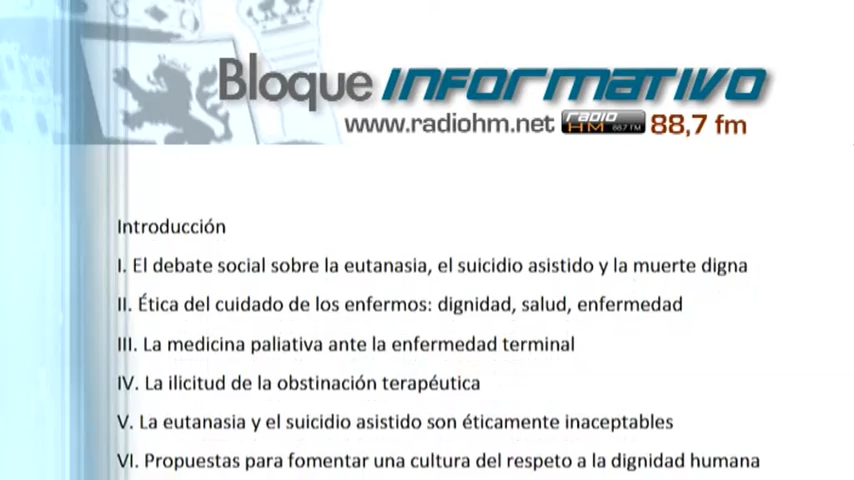 Bloque INFORMATIVO
www.radiohm.net radio HM 88.7 FM 88,7 fm
Introducción
I. El debate social sobre la eutanasia, el suicidio asistido y la muerte digna
II. Ética del cuidado de los enfermos: dignidad, salud, enfermedad
III. La medicina paliativa ante la enfermedad terminal
IV. La ilicitud de la obstinación terapéutica
V. La eutanasia y el suicidio asistido son éticamente inaceptables
VI. Propuestas para fomentar una cultura del respeto a la dignidad humana